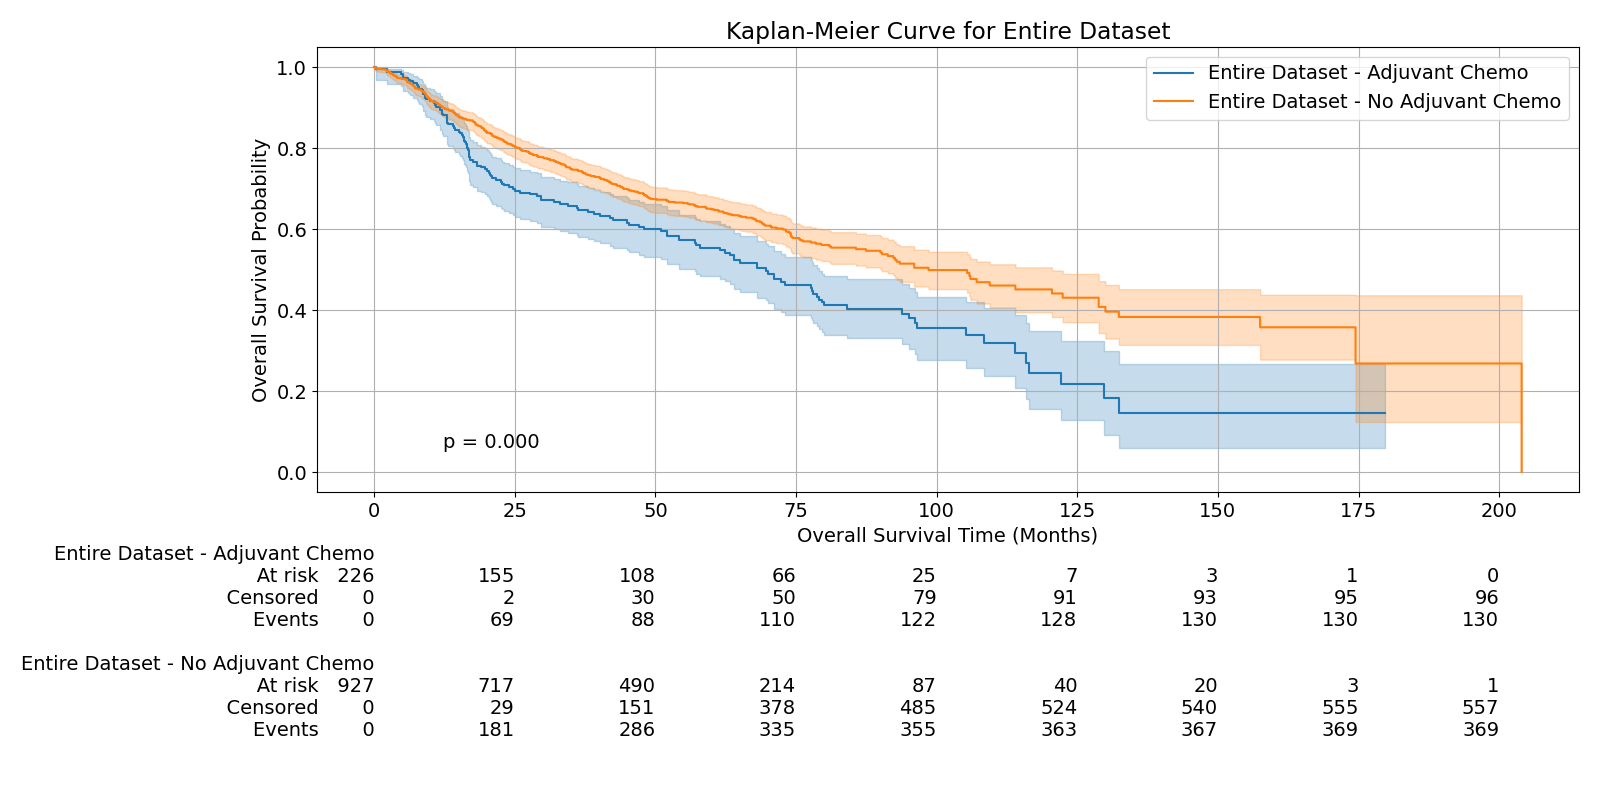 Kaplan-Meier Curve for Entire Dataset
Entire Dataset - Adjuvant Chemo
Entire Dataset - No Adjuvant Chemo
Overall Survival Probability
1.0
0.8
0.6
0.4
0.2
0.0
p = 0.000
0 25 50 75 100 125 150 175 200
Overall Survival Time (Months)
Entire Dataset - Adjuvant Chemo
At risk 226 155 108 66 25 7 3 1 0
Censored 0 2 30 50 79 91 93 95 96
Events 0 69 88 110 122 128 130 130 130
Entire Dataset - No Adjuvant Chemo
At risk 927 717 490 214 87 40 20 3 1
Censored 0 29 151 378 485 524 540 555 557
Events 0 181 286 335 355 363 367 369 369